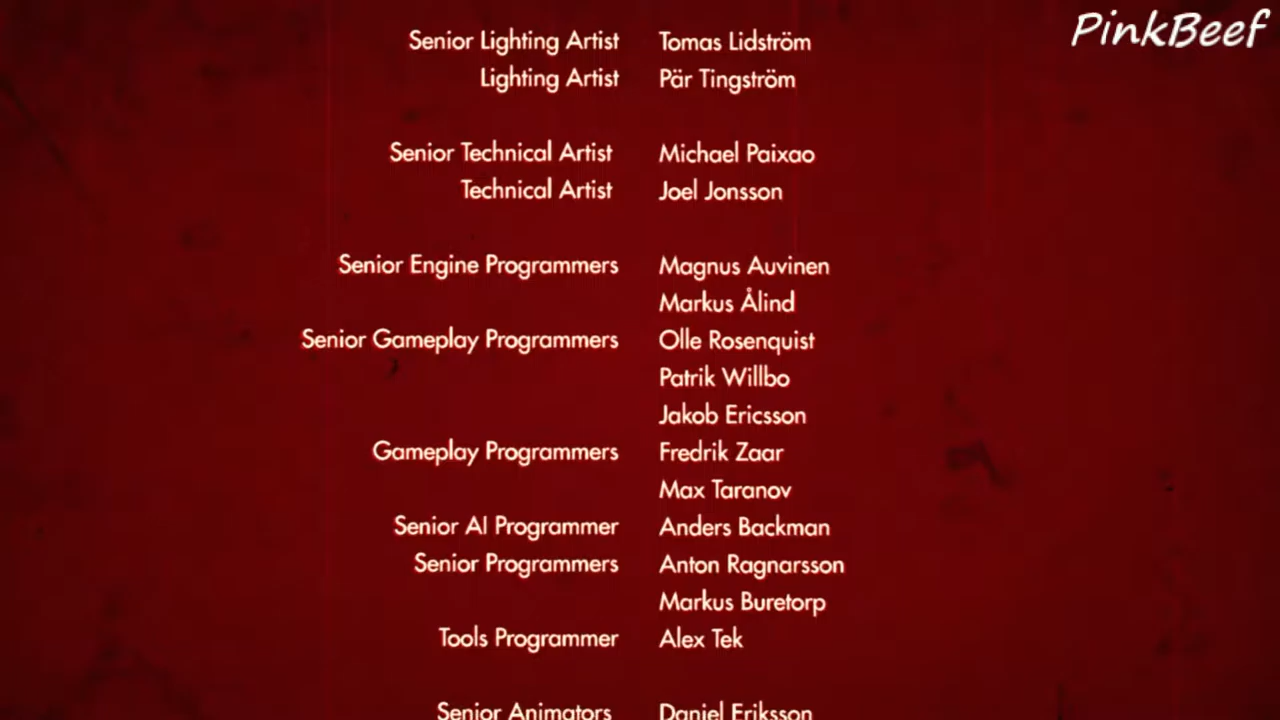 PinkBeef
Senior Lighting Artist Tomas Lidström
Lighting Artist Pär Tingström
Senior Technical Artist Michael Paixao
Technical Artist Joel Jonsson
Senior Engine Programmers Magnus Auvinen
Markus Ålind
Senior Gameplay Programmers Olle Rosenquist
Patrik Willbo
Jakob Ericsson
Gameplay Programmers Fredrik Zaar
Max Taranov
Senior AI Programmer Anders Backman
Senior Programmers Anton Ragnarsson
Markus Buretorp
Tools Programmer Alex Tek
Senior Animators Daniel Eriksson